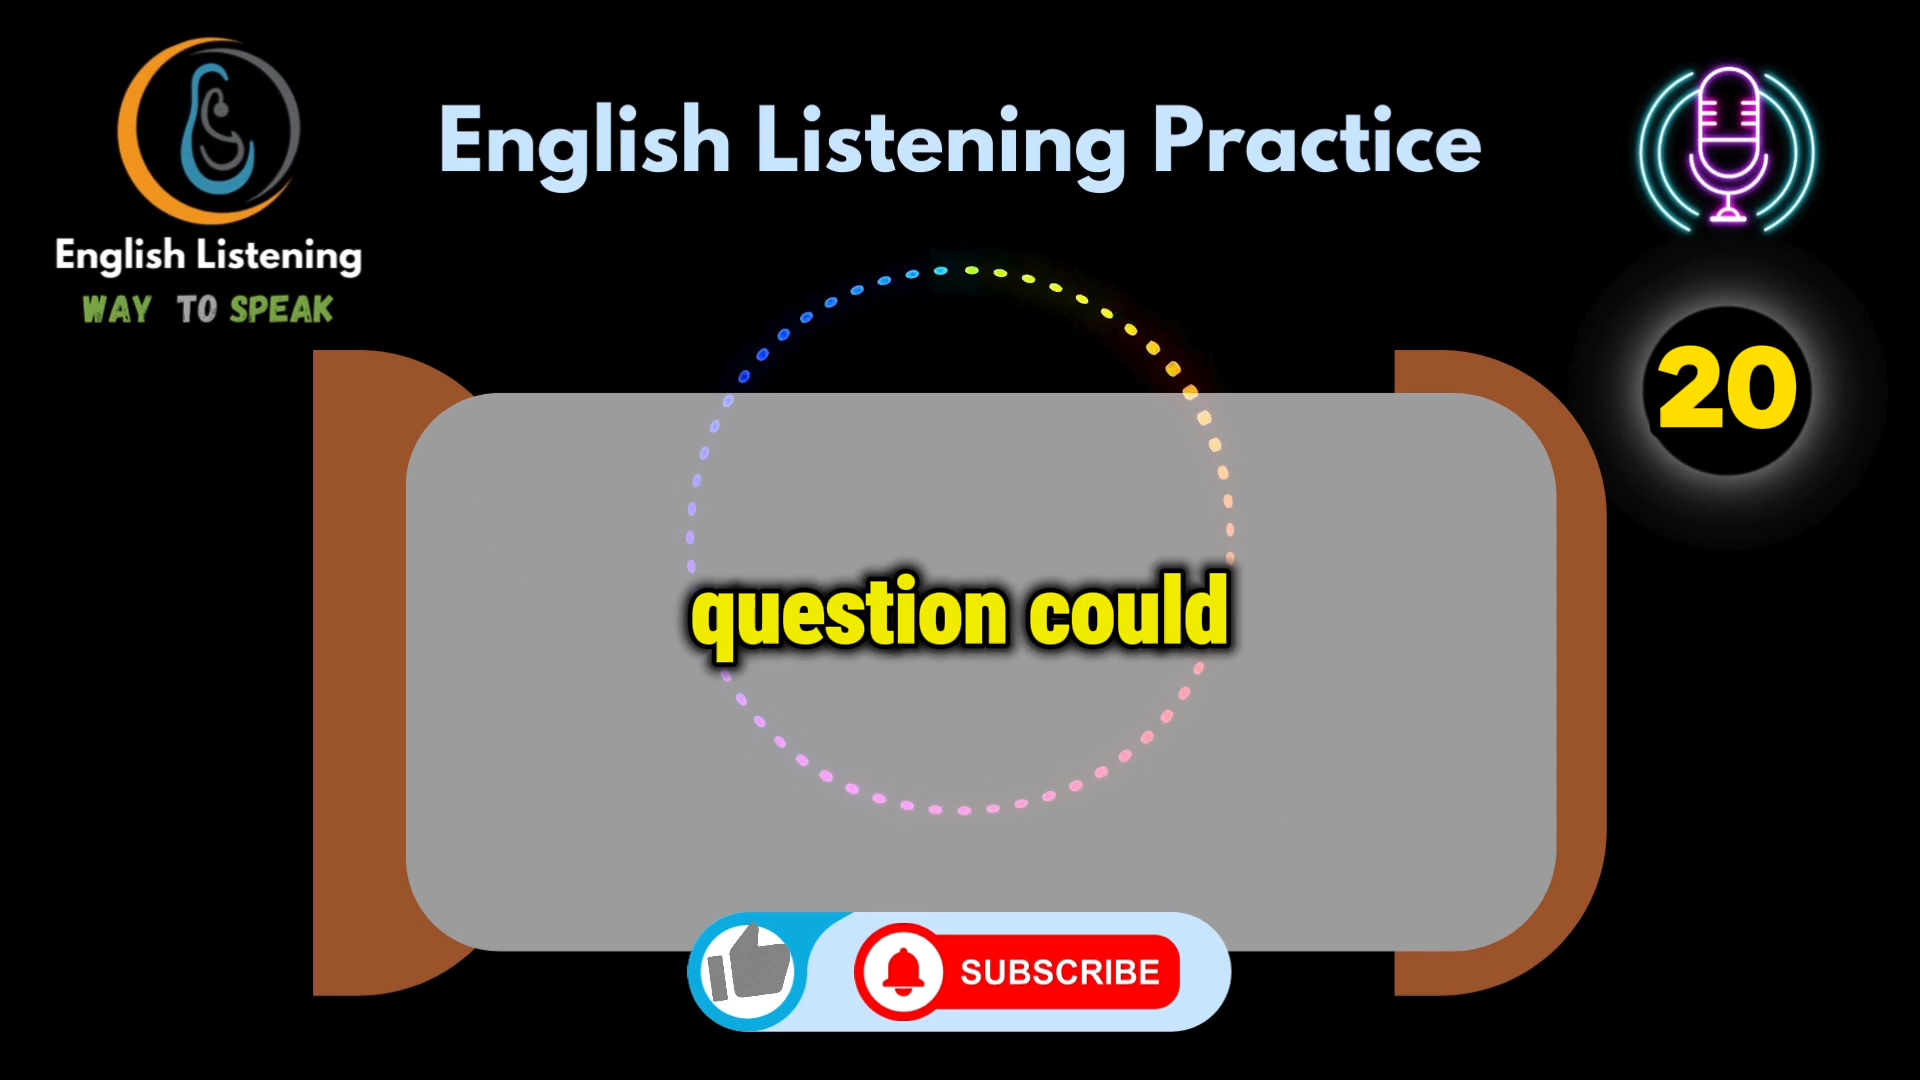 English Listening Practice
English Listening
WAY TO SPEAK
20
question could
SUBSCRIBE